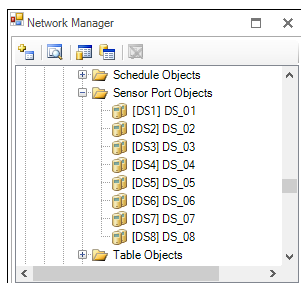 Network Manager
Schedule Objects
Sensor Port Objects
[DS1] DS_01
[DS2] DS_02
[DS3] DS_03
[DS4] DS_04
[DS5] DS_05
[DS6] DS_06
[DS7] DS_07
[DS8] DS_08
Table Objects